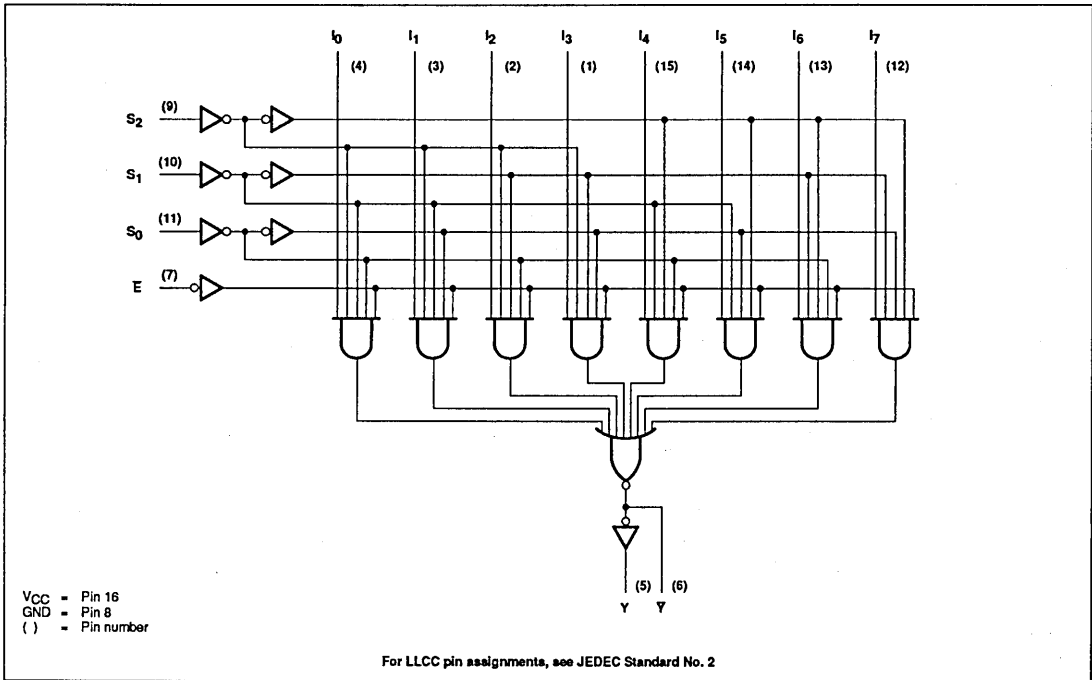 I0 I1 I2 I3 I4 I5 I6 I7
(4) (3) (2) (1) (15) (14) (13) (12)
S2 (9)
S1 (10)
S0 (11)
E̅ (7)
(5) (6)
Y Y̅
VCC = Pin 16
GND = Pin 8
( ) = Pin number
For LLCC pin assignments, see JEDEC Standard No. 2